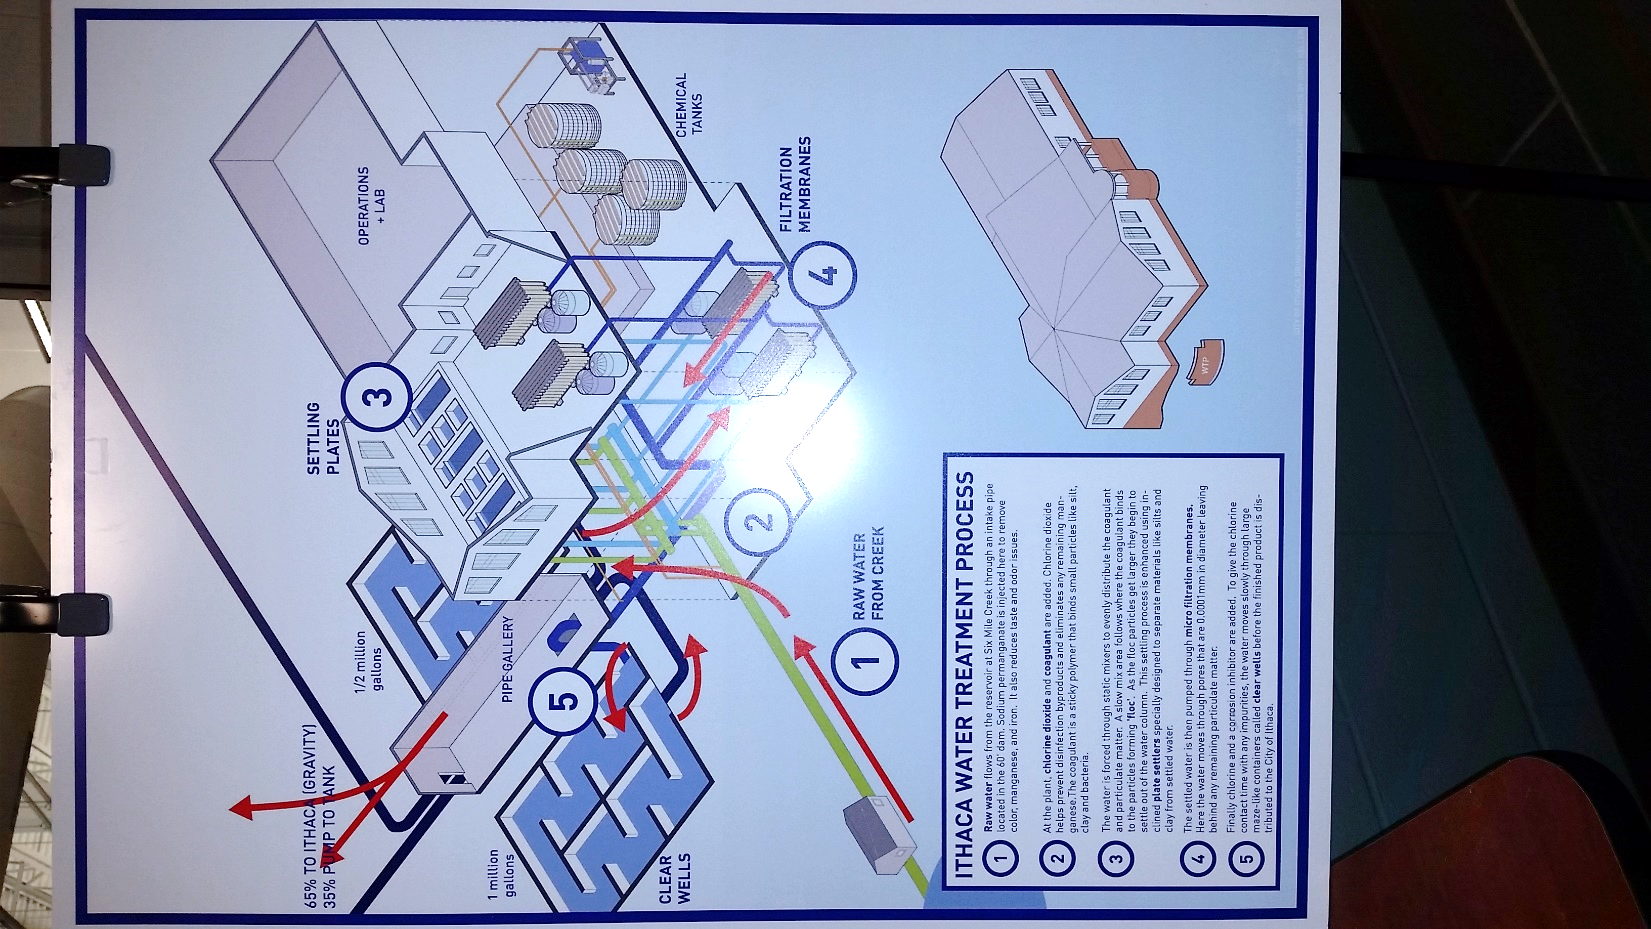 65% TO ITHACA (GRAVITY)
35% PUMP TO TANK
1/2 million
gallons
1 million
gallons
CLEAR
WELLS
PIPE GALLERY
5
SETTLING
PLATES
3
OPERATIONS
+ LAB
CHEMICAL
TANKS
FILTRATION
MEMBRANES
4
2
1
RAW WATER
FROM CREEK
WTP
ITHACA WATER TREATMENT PROCESS
1
Raw water flows from the reservoir at Six Mile Creek through an intake pipe
located in the 60' dam. Sodium permanganate is injected here to remove
color, manganese, and iron. It also reduces taste and odor issues.
2
At the plant, chlorine dioxide and coagulant are added. Chlorine dioxide
helps prevent disinfection byproducts and eliminates any remaining man-
ganese. The coagulant is a sticky polymer that binds small particles like silt,
clay and bacteria.
3
The water is forced through static mixers to evenly distribute the coagulant
and particulate matter. A slow mix area follows where the coagulant binds
to the particles forming 'floc'. As the floc particles get larger they begin to
settle out of the water column. This settling process is enhanced using in-
clined plate settlers specially designed to separate materials like silts and
clay from settled water.
4
The settled water is then pumped through micro filtration membranes.
Here the water moves through pores that are 0.0001mm in diameter leaving
behind any remaining particulate matter.
5
Finally chlorine and a corrosion inhibitor are added. To give the chlorine
contact time with any impurities, the water moves slowly through large
maze-like containers called clear wells before the finished product is dis-
tributed to the City of Ithaca.